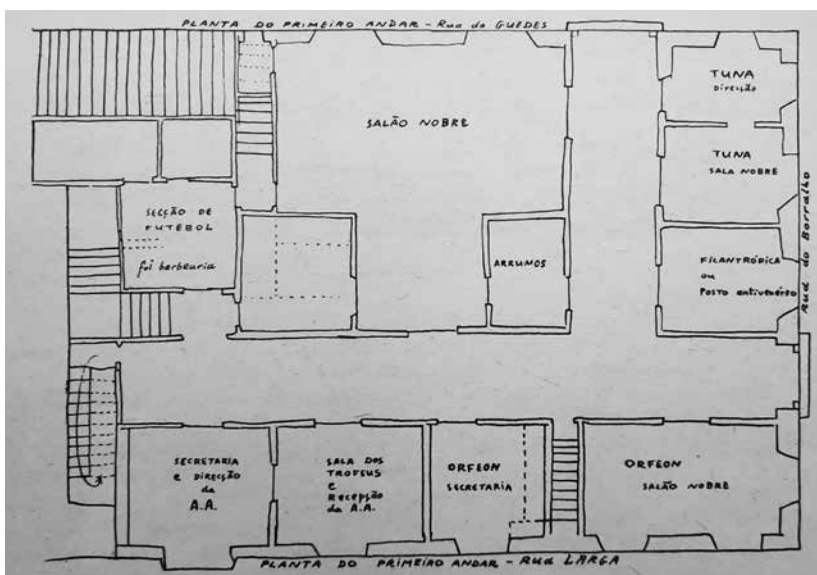 PLANTA DO PRIMEIRO ANDAR - Rua do GUEDES
TUNA
DIRECÇÃO
SALÃO NOBRE
TUNA
SALA NOBRE
Rua do Borralho
SECÇÃO DE
FUTEBOL
foi barbearia
ARRUMOS
FILANTRÓPICA
ou
POSTO antivenéreo
SECRETARIA
e DIRECÇÃO
da
A.A.
SALA DOS
TROFEUS
e
RECEPÇÃO
da A.A.
ORFEON
SECRETARIA
ORFEON
SALÃO NOBRE
PLANTA DO PRIMEIRO ANDAR - Rua LARGA